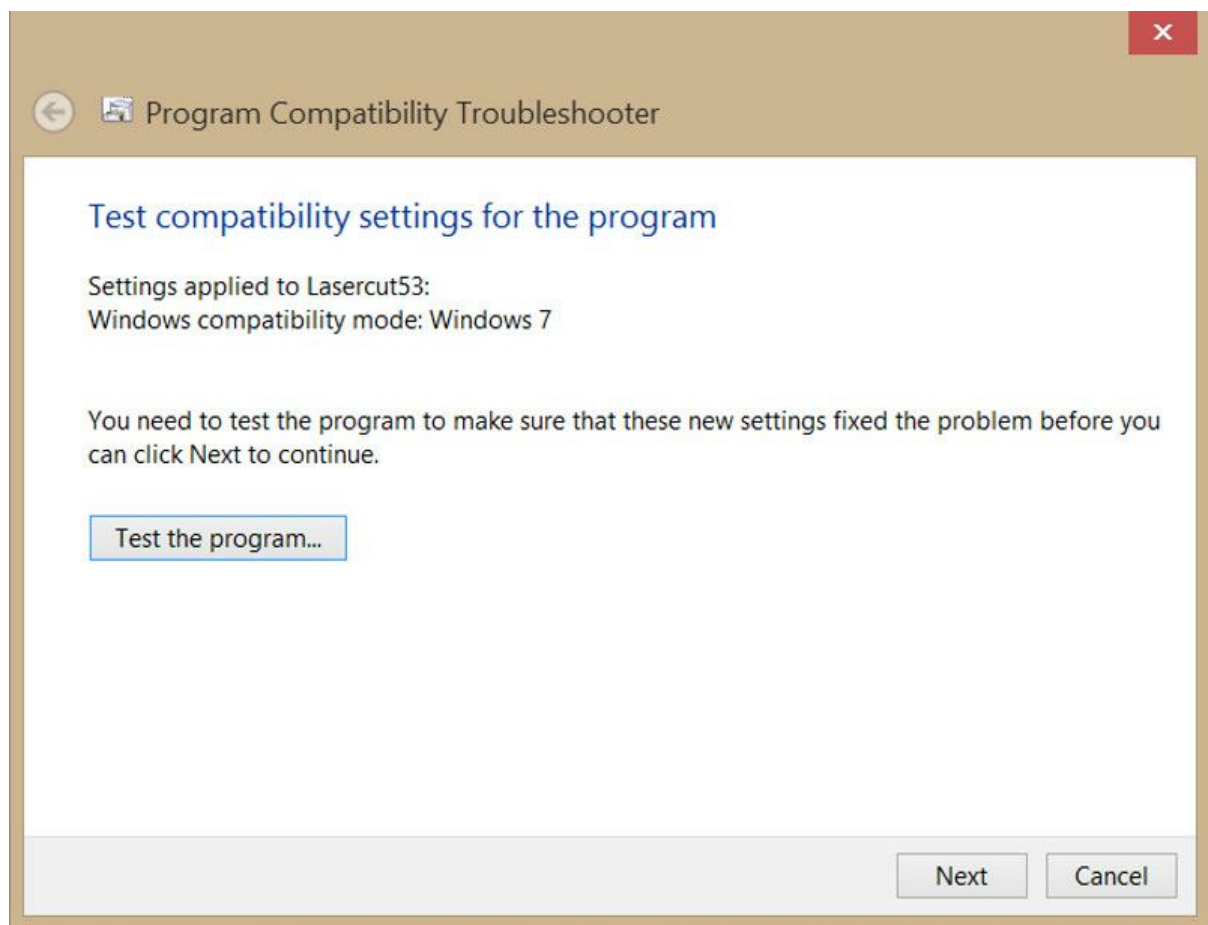 Program Compatibility Troubleshooter
Test compatibility settings for the program
Settings applied to Lasercut53:
Windows compatibility mode: Windows 7
You need to test the program to make sure that these new settings fixed the problem before you
can click Next to continue.
Test the program...
Next
Cancel